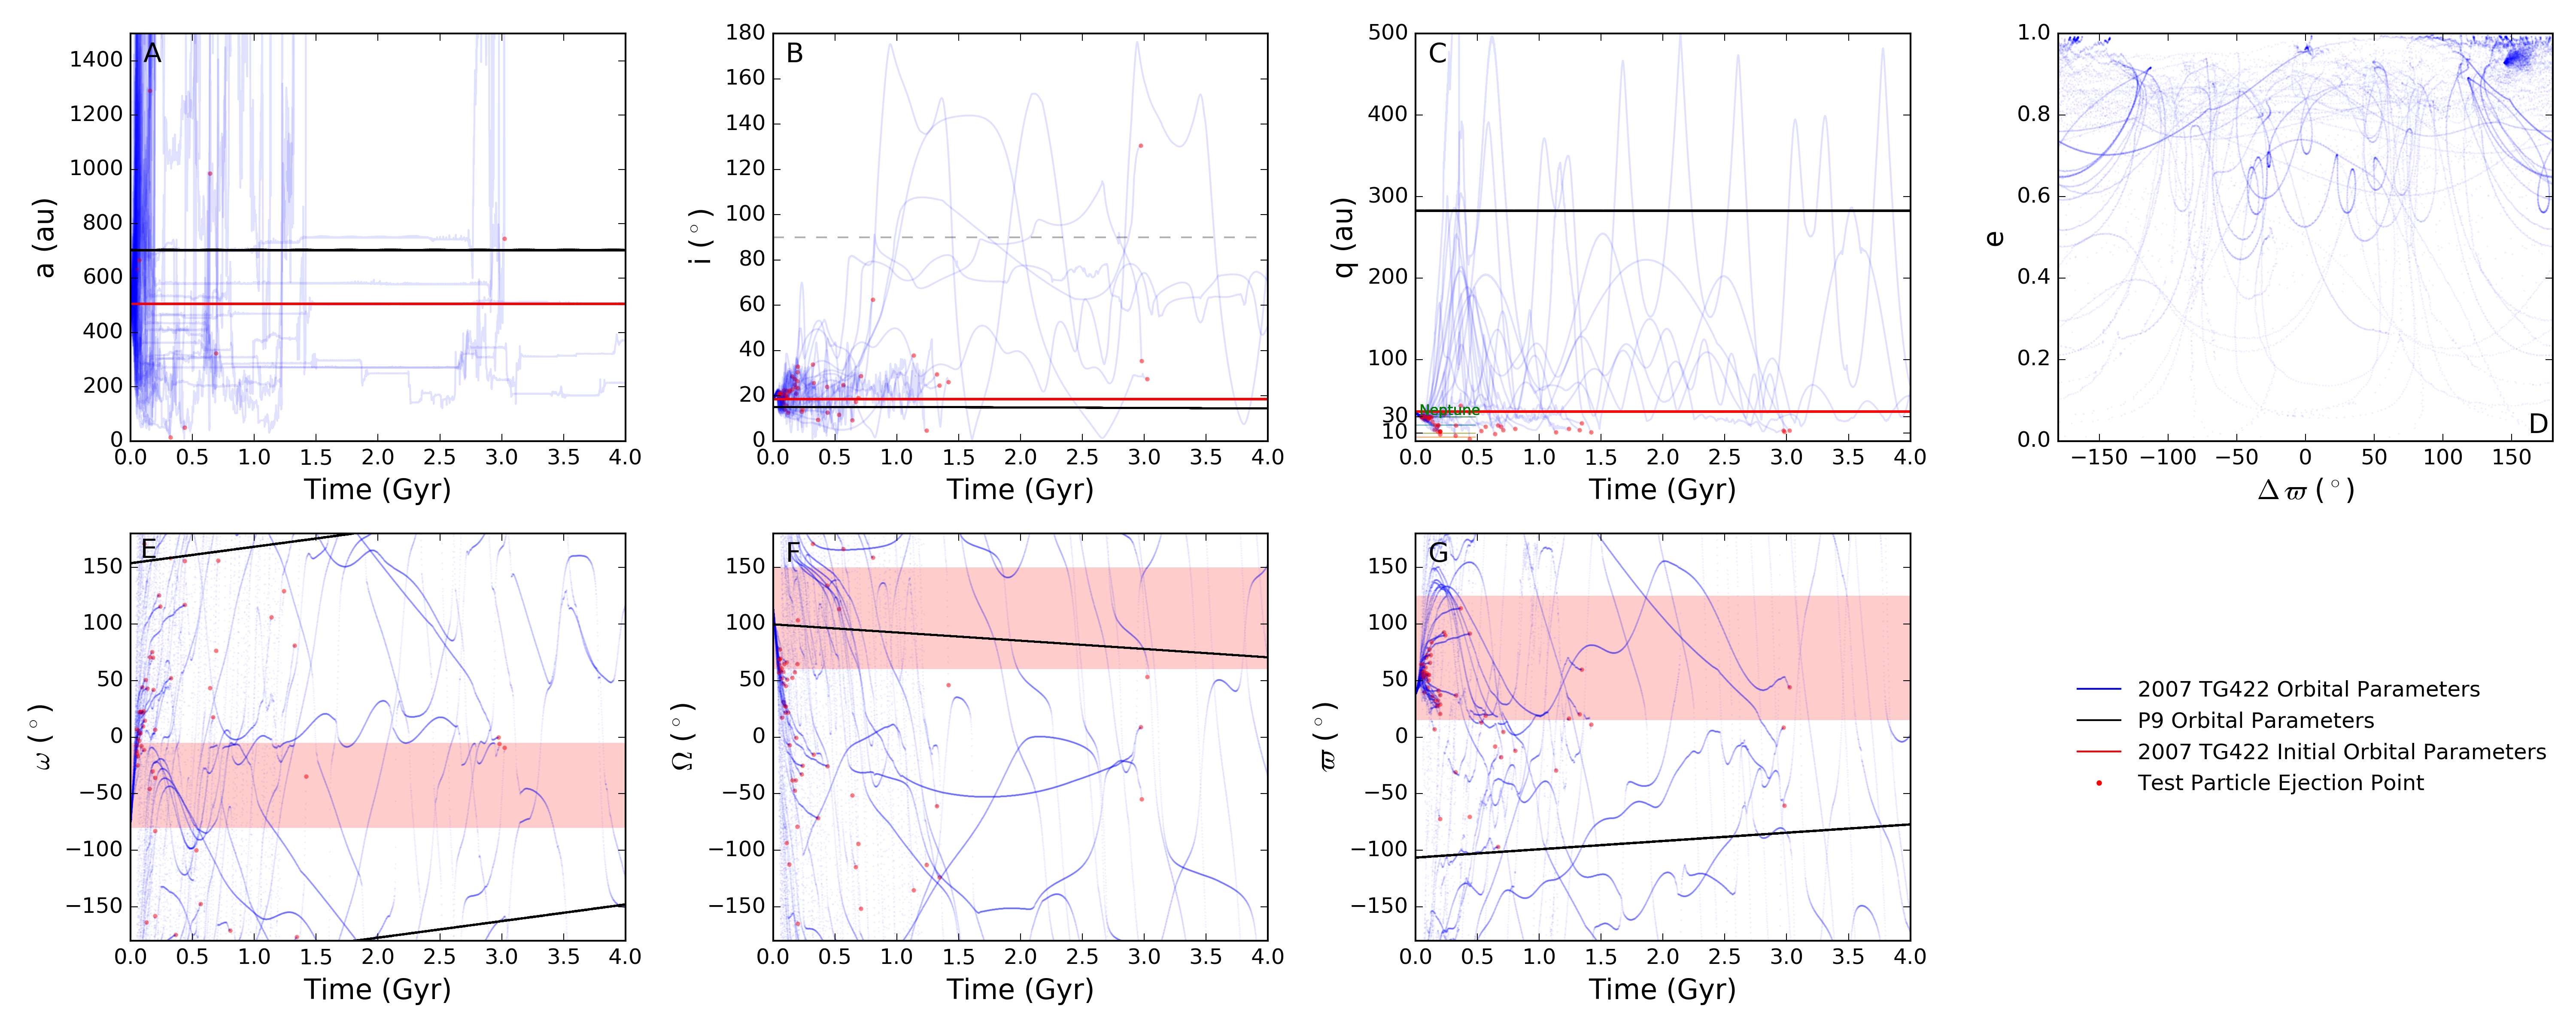 A
1400
1200
1000
800
600
400
200
0
a (au)
0.0 0.5 1.0 1.5 2.0 2.5 3.0 3.5 4.0
Time (Gyr)
B
180
160
140
120
100
80
60
40
20
0
i (°)
0.0 0.5 1.0 1.5 2.0 2.5 3.0 3.5 4.0
Time (Gyr)
C
500
400
300
200
100
30
10
q (au)
Neptune
0.0 0.5 1.0 1.5 2.0 2.5 3.0 3.5 4.0
Time (Gyr)
1.0
0.8
0.6
0.4
0.2
0.0
e
D
−150 −100 −50 0 50 100 150
Δϖ (°)
E
150
100
50
0
−50
−100
−150
ω (°)
0.0 0.5 1.0 1.5 2.0 2.5 3.0 3.5 4.0
Time (Gyr)
F
150
100
50
0
−50
−100
−150
Ω (°)
0.0 0.5 1.0 1.5 2.0 2.5 3.0 3.5 4.0
Time (Gyr)
G
150
100
50
0
−50
−100
−150
ϖ (°)
0.0 0.5 1.0 1.5 2.0 2.5 3.0 3.5 4.0
Time (Gyr)
2007 TG422 Orbital Parameters
P9 Orbital Parameters
2007 TG422 Initial Orbital Parameters
Test Particle Ejection Point